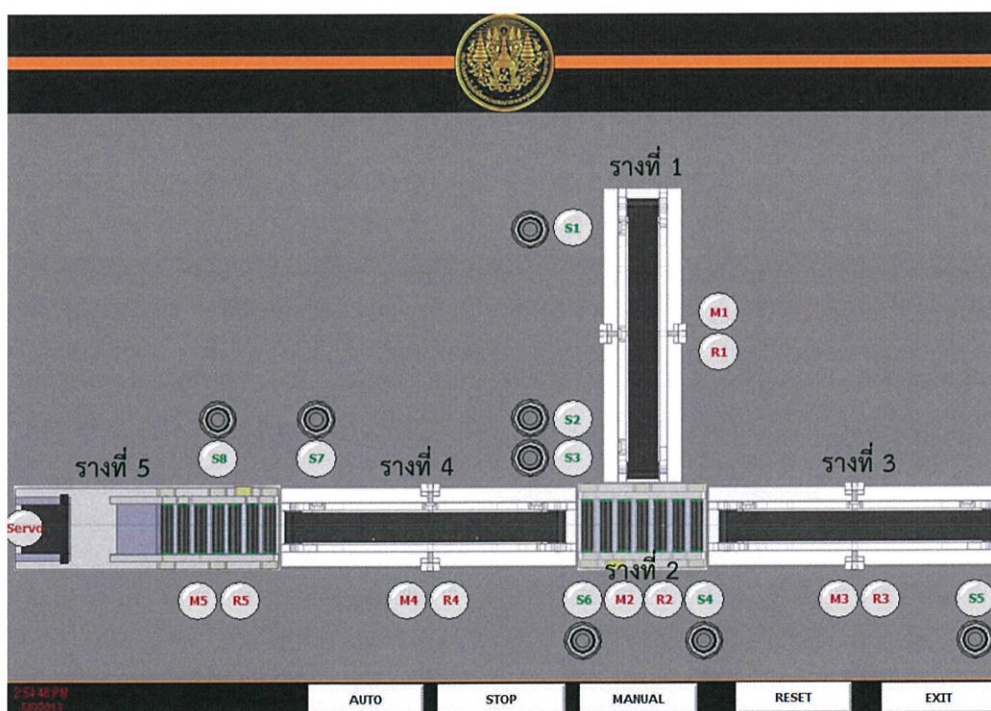 รางที่ 1
S1
M1
R1
S2
S3
S8
S7
รางที่ 5
รางที่ 4
รางที่ 3
Servo
รางที่ 2
M5 R5
M4 R4
S6 M2 R2 S4
M3 R3
S5
AUTO
STOP
MANUAL
RESET
EXIT